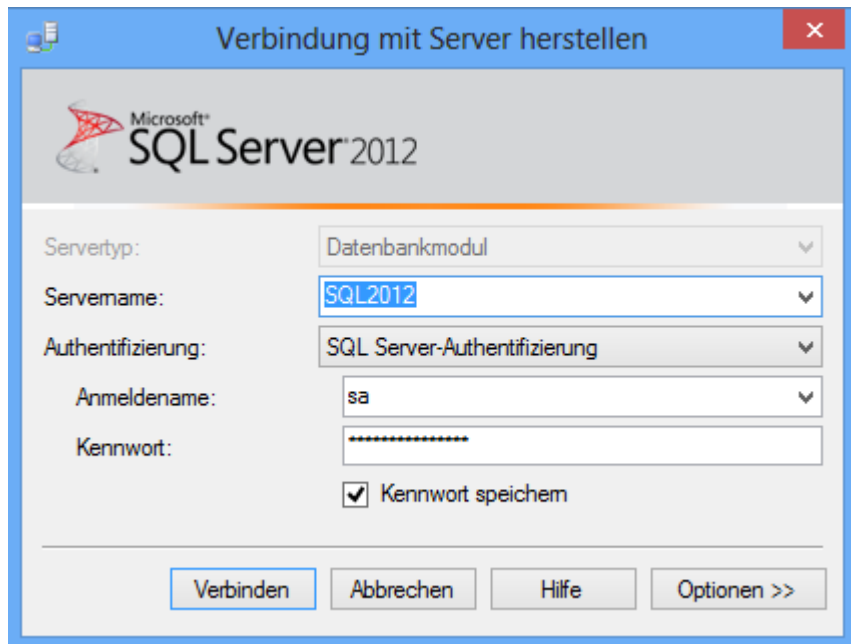 Verbindung mit Server herstellen
Microsoft®
SQL Server® 2012
Servertyp: Datenbankmodul
Servername: SQL2012
Authentifizierung: SQL Server-Authentifizierung
Anmeldename: sa
Kennwort: ***************
Kennwort speichern
Verbinden Abbrechen Hilfe Optionen >>